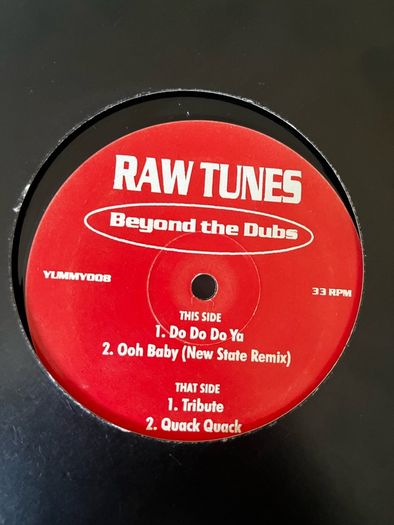 RAW TUNES
Beyond the Dubs
YUMMY008
33 RPM
THIS SIDE
1. Do Do Do Ya
2. Ooh Baby (New State Remix)
THAT SIDE
1. Tribute
2. Quack Quack